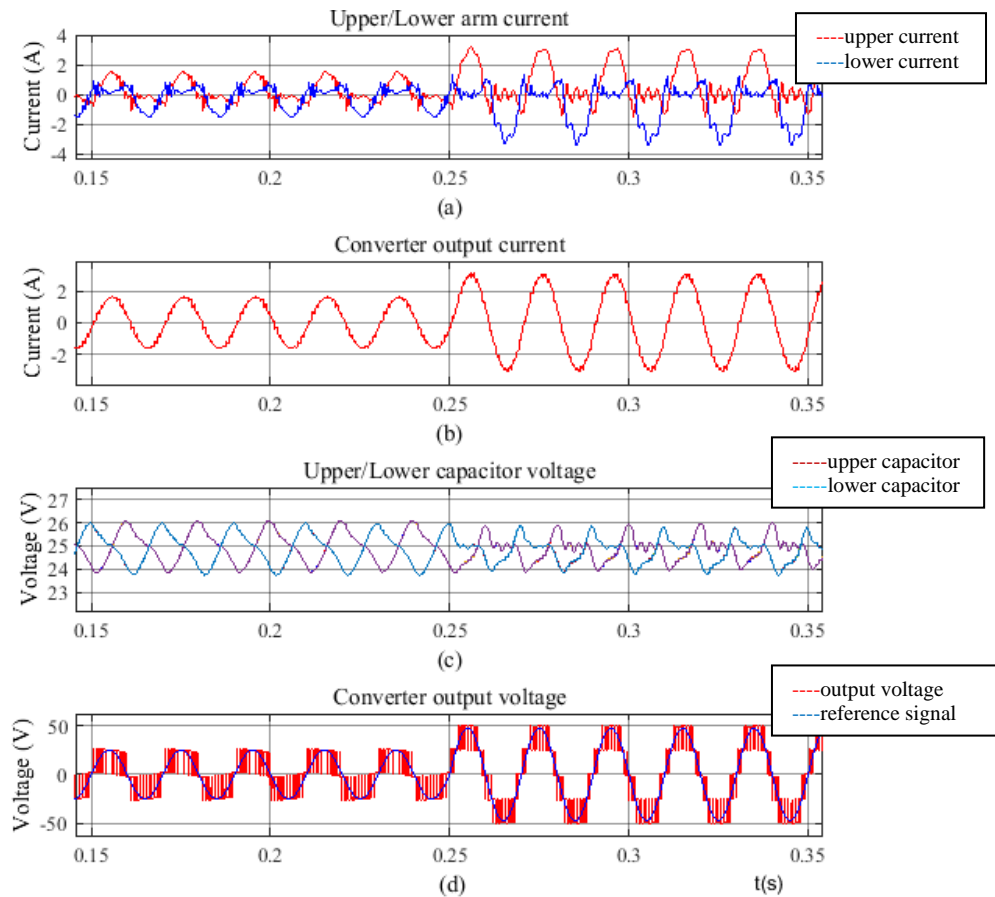 Upper/Lower arm current
upper current
lower current
Current (A)
4
2
0
-2
-4
0.15
0.2
0.25
0.3
0.35
(a)
Converter output current
Current (A)
2
0
-2
0.15
0.2
0.25
0.3
0.35
(b)
Upper/Lower capacitor voltage
upper capacitor
lower capacitor
Voltage (V)
27
26
25
24
23
0.15
0.2
0.25
0.3
0.35
(c)
Converter output voltage
output voltage
reference signal
Voltage (V)
50
0
-50
0.15
0.2
0.25
0.3
0.35
(d)
t(s)